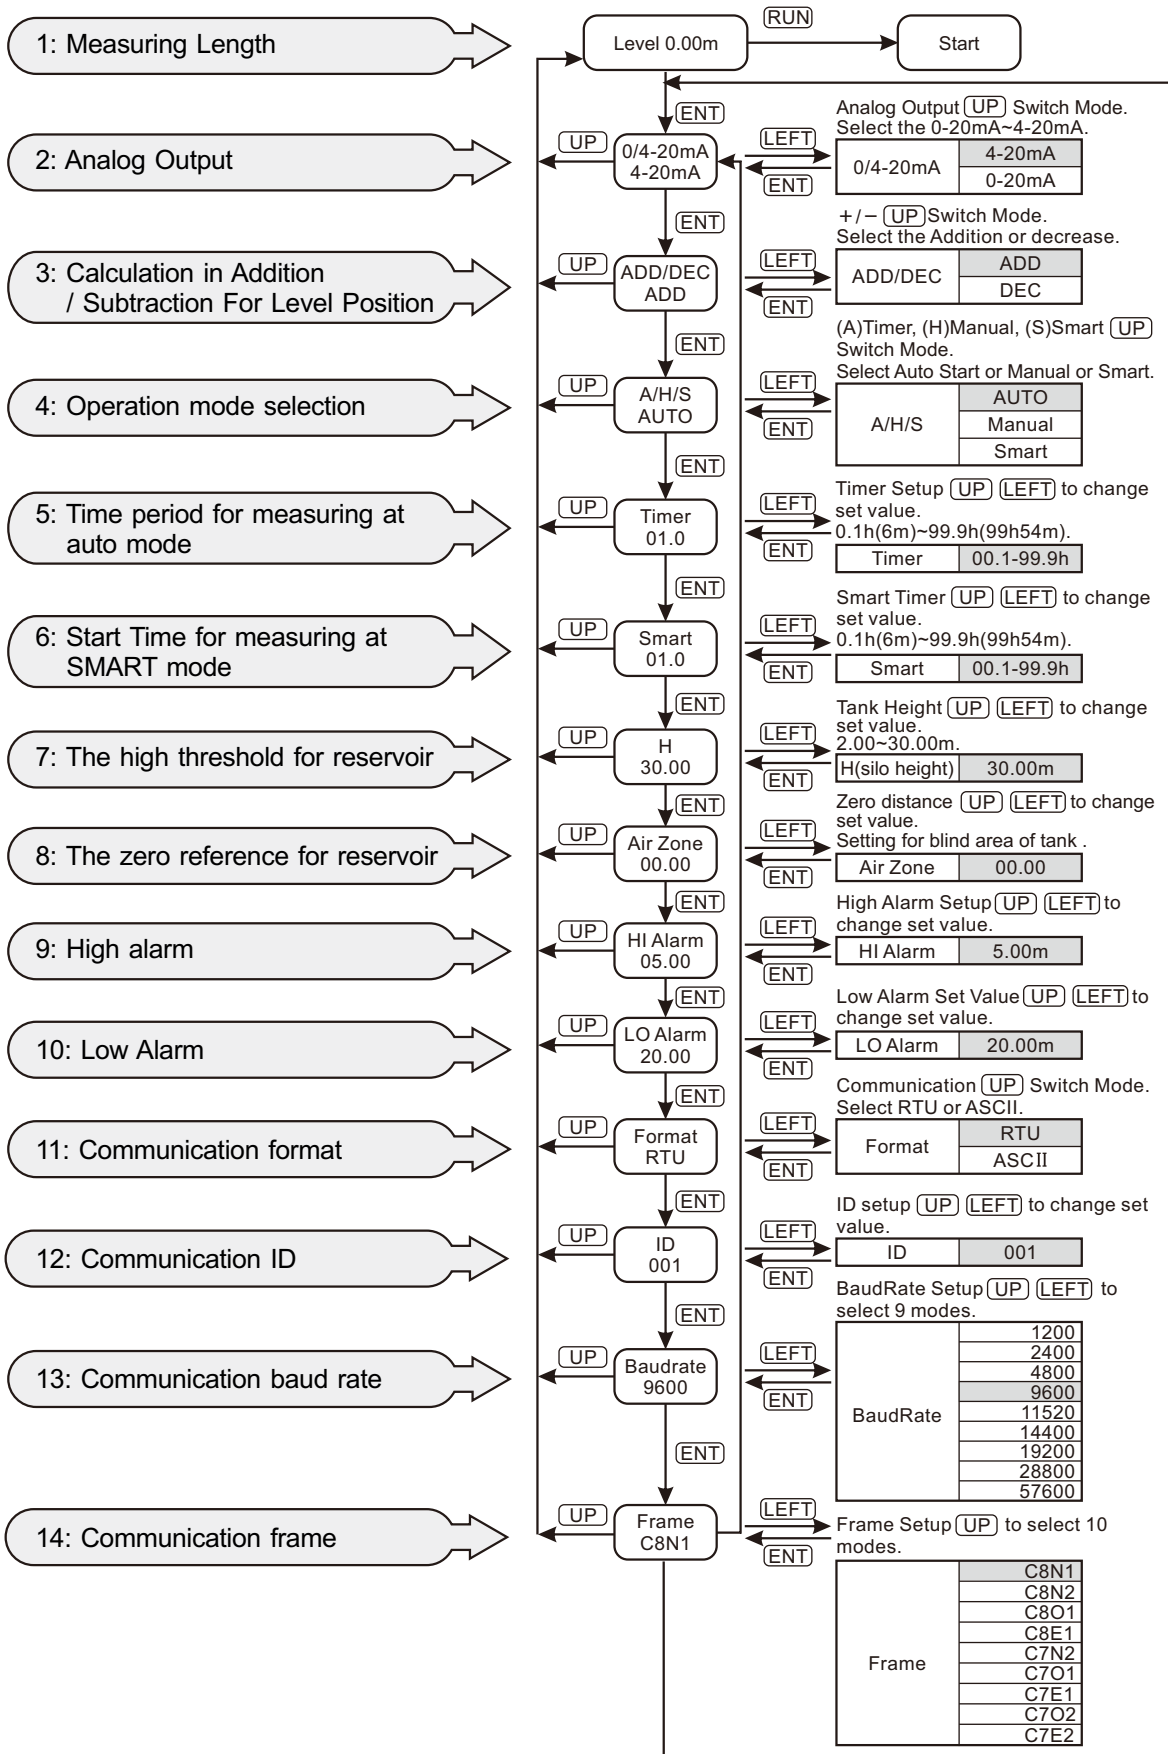 1: Measuring Length
Level 0.00m
RUN
Start
ENT
2: Analog Output
UP
0/4-20mA
4-20mA
LEFT
ENT
Analog Output UP Switch Mode.
Select the 0-20mA~4-20mA.
0/4-20mA
4-20mA
0-20mA
ENT
3: Calculation in Addition
/ Subtraction For Level Position
UP
ADD/DEC
ADD
LEFT
ENT
+/− UP Switch Mode.
Select the Addition or decrease.
ADD/DEC
ADD
DEC
ENT
4: Operation mode selection
UP
A/H/S
AUTO
LEFT
ENT
(A)Timer, (H)Manual, (S)Smart UP
Switch Mode.
Select Auto Start or Manual or Smart.
A/H/S
AUTO
Manual
Smart
ENT
5: Time period for measuring at
auto mode
UP
Timer
01.0
LEFT
ENT
Timer Setup UP LEFT to change
set value.
0.1h(6m)~99.9h(99h54m).
Timer 00.1-99.9h
ENT
6: Start Time for measuring at
SMART mode
UP
Smart
01.0
LEFT
ENT
Smart Timer UP LEFT to change
set value.
0.1h(6m)~99.9h(99h54m).
Smart 00.1-99.9h
ENT
7: The high threshold for reservoir
UP
H
30.00
LEFT
ENT
Tank Height UP LEFT to change
set value.
2.00~30.00m.
H(silo height) 30.00m
ENT
8: The zero reference for reservoir
UP
Air Zone
00.00
LEFT
ENT
Zero distance UP LEFT to change
set value.
Setting for blind area of tank .
Air Zone 00.00
ENT
9: High alarm
UP
HI Alarm
05.00
LEFT
ENT
High Alarm Setup UP LEFT to
change set value.
HI Alarm 5.00m
ENT
10: Low Alarm
UP
LO Alarm
20.00
LEFT
ENT
Low Alarm Set Value UP LEFT to
change set value.
LO Alarm 20.00m
ENT
11: Communication format
UP
Format
RTU
LEFT
ENT
Communication UP Switch Mode.
Select RTU or ASCII.
Format
RTU
ASCII
ENT
12: Communication ID
UP
ID
001
LEFT
ENT
ID setup UP LEFT to change set
value.
ID 001
ENT
13: Communication baud rate
UP
Baudrate
9600
LEFT
ENT
BaudRate Setup UP LEFT to
select 9 modes.
BaudRate
1200
2400
4800
9600
11520
14400
19200
28800
57600
ENT
14: Communication frame
UP
Frame
C8N1
LEFT
ENT
Frame Setup UP to select 10
modes.
Frame
C8N1
C8N2
C8O1
C8E1
C7N2
C7O1
C7E1
C7O2
C7E2